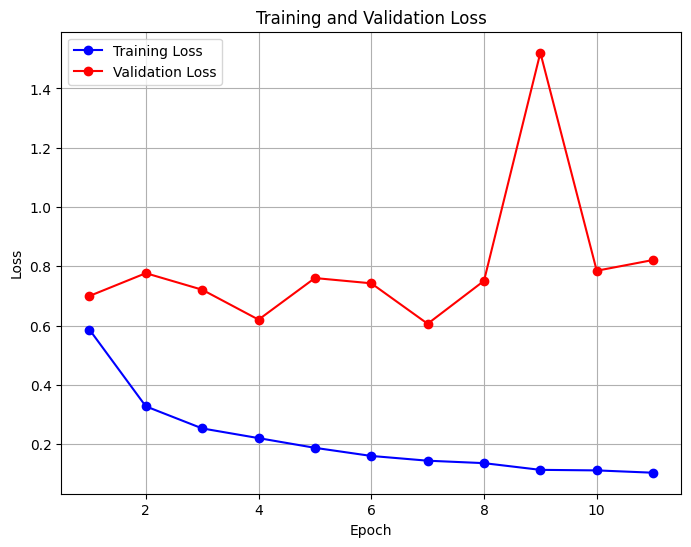 Training and Validation Loss
Training Loss
Validation Loss
1.4
1.2
1.0
0.8
0.6
0.4
0.2
Loss
2 4 6 8 10
Epoch